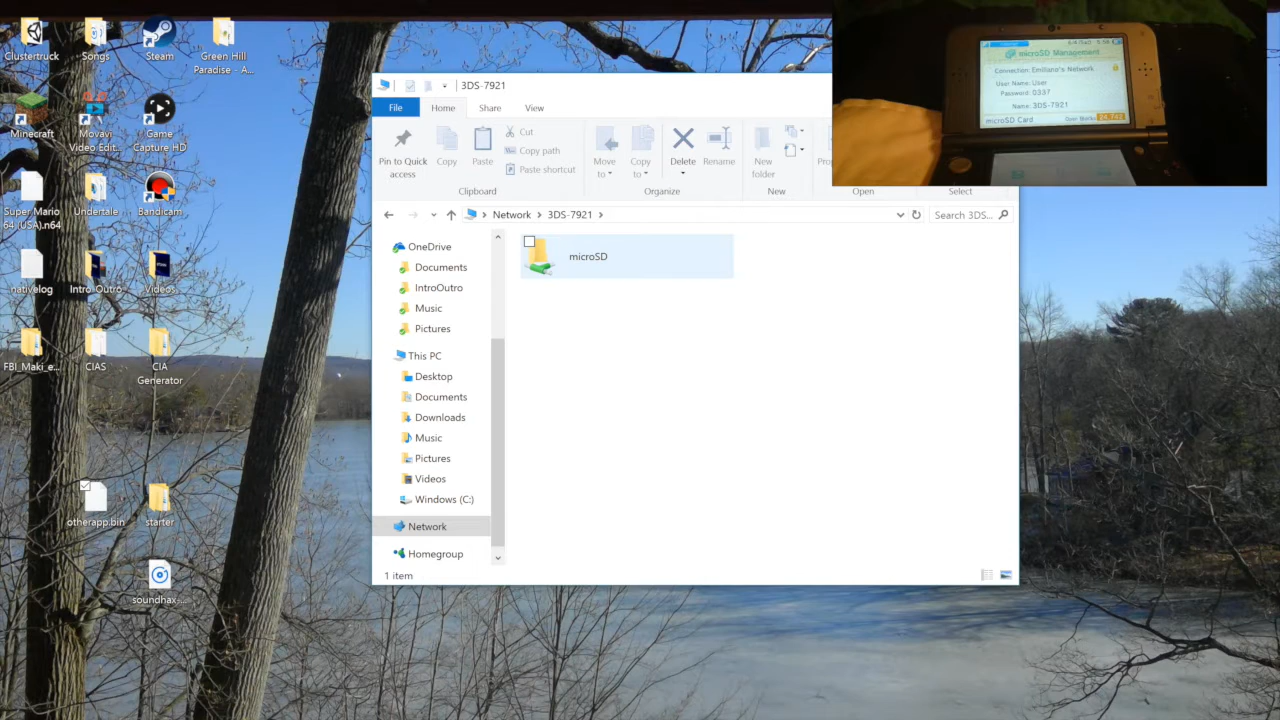 Clustertruck
Songs
Steam
Green Hill
Paradise - A...
Minecraft
Movavi
Video Edit...
Game
Capture HD
Super Mario
64 (USA).n64
Undertale
Bandicam
nativelog
Intro Outro
Videos
FBI_Maki_e...
CIAS
CIA
Generator
otherapp.bin
starter
soundhax-...
3DS-7921
File
Home
Share
View
Pin to Quick
access
Copy
Paste
Cut
Copy path
Paste shortcut
Clipboard
Move
to
Copy
to
Delete
Rename
Organize
New
folder
New
Open
Select
Network > 3DS-7921 >
Search 3DS...
OneDrive
Documents
IntroOutro
Music
Pictures
This PC
Desktop
Documents
Downloads
Music
Pictures
Videos
Windows (C:)
Network
Homegroup
microSD
1 item
microSD Management
Connection: Emiliano's Network
User Name: User
Password: 0337
Name: 3DS-7921
microSD Card